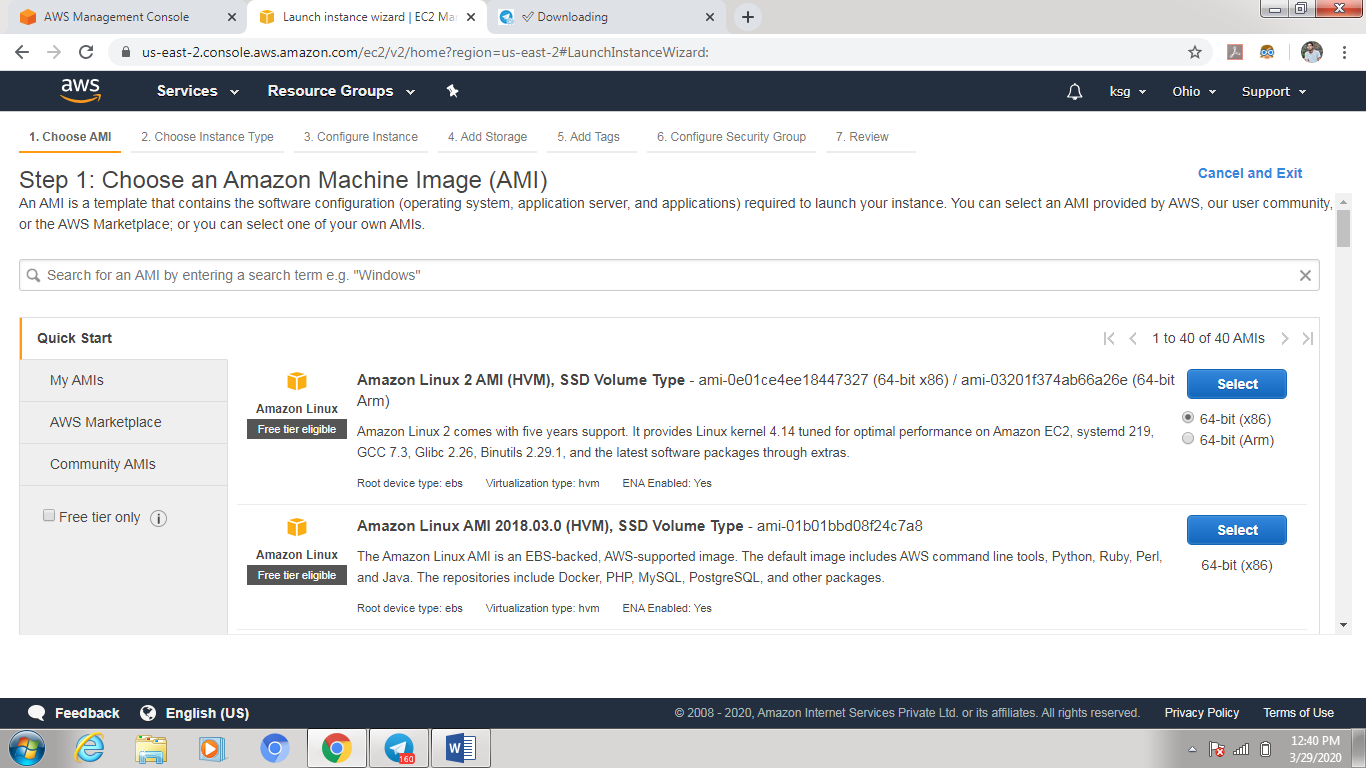 AWS Management Console
Launch instance wizard | EC2 Ma
Downloading
us-east-2.console.aws.amazon.com/ec2/v2/home?region=us-east-2#LaunchInstanceWizard:
aws Services Resource Groups ksg Ohio Support
1. Choose AMI 2. Choose Instance Type 3. Configure Instance 4. Add Storage 5. Add Tags 6. Configure Security Group 7. Review
Step 1: Choose an Amazon Machine Image (AMI)
Cancel and Exit
An AMI is a template that contains the software configuration (operating system, application server, and applications) required to launch your instance. You can select an AMI provided by AWS, our user community,
or the AWS Marketplace; or you can select one of your own AMIs.
Search for an AMI by entering a search term e.g. "Windows"
Quick Start
1 to 40 of 40 AMIs
My AMIs
AWS Marketplace
Community AMIs
Free tier only
Amazon Linux
Free tier eligible
Amazon Linux 2 AMI (HVM), SSD Volume Type - ami-0e01ce4ee18447327 (64-bit x86) / ami-03201f374ab66a26e (64-bit
Arm)
Amazon Linux 2 comes with five years support. It provides Linux kernel 4.14 tuned for optimal performance on Amazon EC2, systemd 219,
GCC 7.3, Glibc 2.26, Binutils 2.29.1, and the latest software packages through extras.
Root device type: ebs Virtualization type: hvm ENA Enabled: Yes
Select
64-bit (x86)
64-bit (Arm)
Amazon Linux
Free tier eligible
Amazon Linux AMI 2018.03.0 (HVM), SSD Volume Type - ami-01b01bbd08f24c7a8
The Amazon Linux AMI is an EBS-backed, AWS-supported image. The default image includes AWS command line tools, Python, Ruby, Perl,
and Java. The repositories include Docker, PHP, MySQL, PostgreSQL, and other packages.
Root device type: ebs Virtualization type: hvm ENA Enabled: Yes
Select
64-bit (x86)
Feedback English (US) © 2008 - 2020, Amazon Internet Services Private Ltd. or its affiliates. All rights reserved. Privacy Policy Terms of Use
160
12:40 PM
3/29/2020